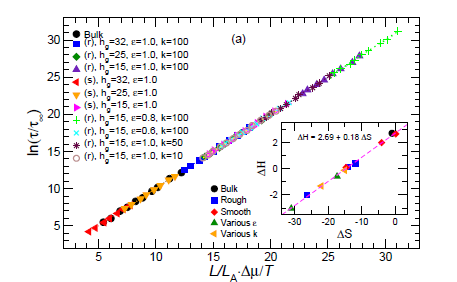 (a)
Bulk
(r), hg=32, ε=1.0, k=100
(r), hg=25, ε=1.0, k=100
(r), hg=15, ε=1.0, k=100
(s), hg=32, ε=1.0
(s), hg=25, ε=1.0
(s), hg=15, ε=1.0
(r), hg=15, ε=0.8, k=100
(r), hg=15, ε=0.6, k=100
(r), hg=15, ε=1.0, k=50
(r), hg=15, ε=1.0, k=10
ln(τ/τ∞)
30
25
20
15
10
5
ΔH = 2.69 + 0.18 ΔS
ΔH
2
0
-2
-30 -20 -10 0
ΔS
Bulk
Rough
Smooth
Various ε
Various k
5 10 15 20 25 30
L/LA·Δμ/T